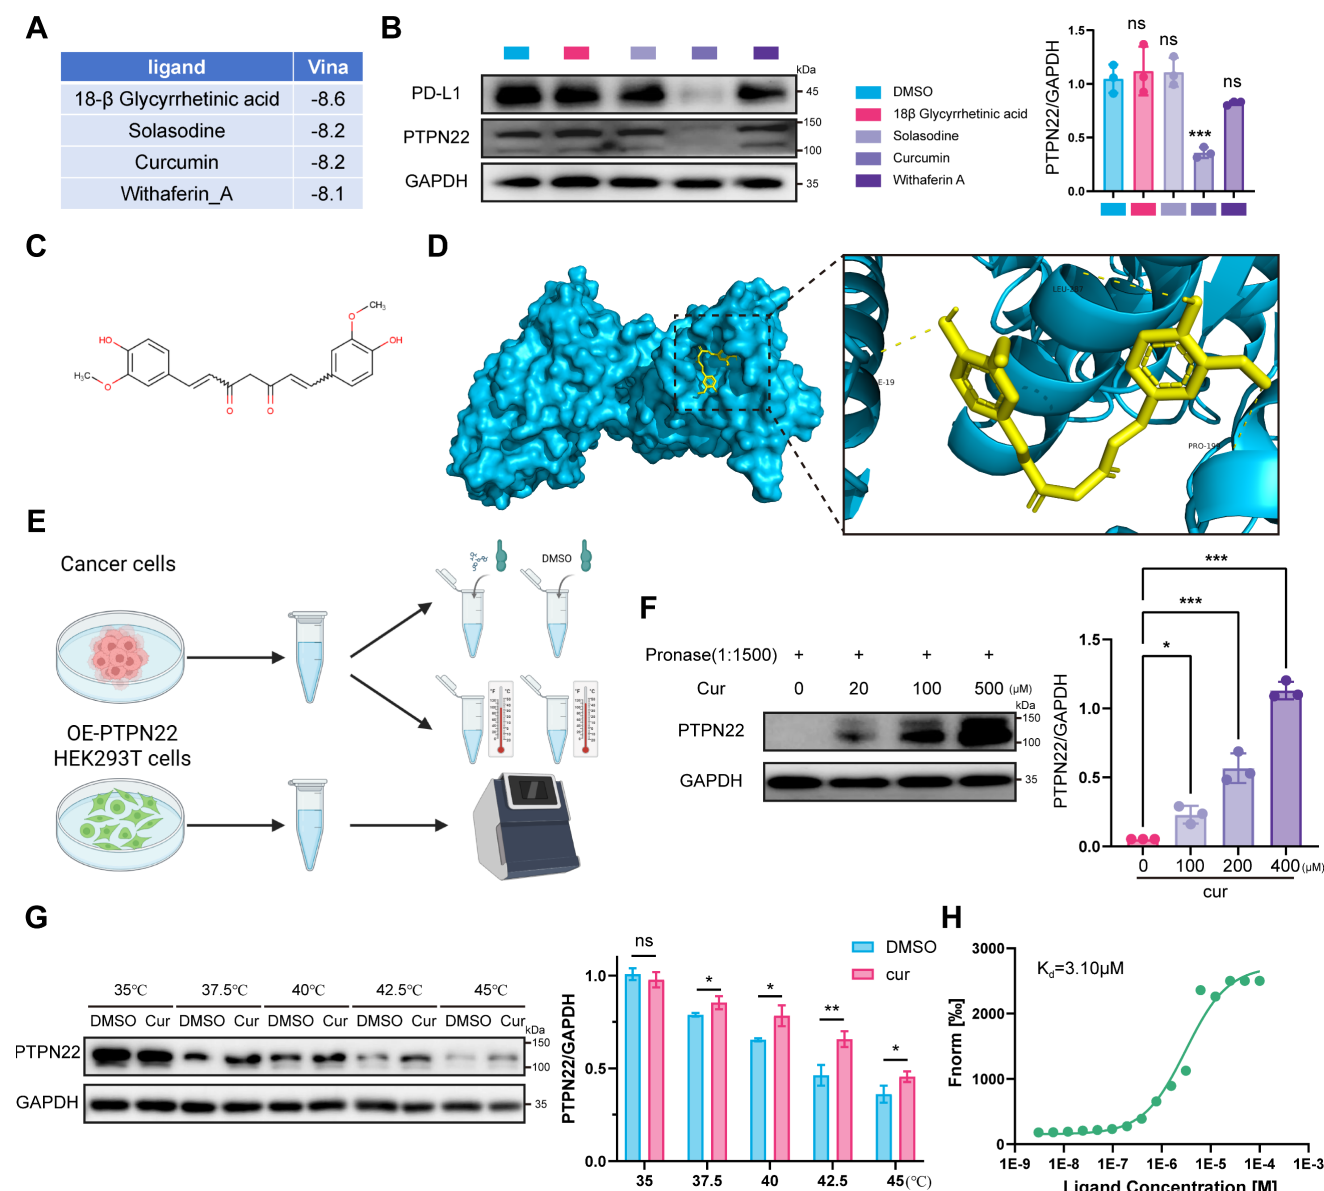 A
ligand Vina
18-β Glycyrrhetinic acid -8.6
Solasodine -8.2
Curcumin -8.2
Withaferin_A -8.1
B
kDa
PD-L1 45
PTPN22 150
100
GAPDH 35
DMSO
18β Glycyrrhetinic acid
Solasodine
Curcumin
Withaferin A
PTPN22/GAPDH
1.5
1.0
0.5
0.0
ns
ns
***
ns
C
HO
H₃C
O
O
O
O
CH₃
OH
D
E-19
PRO-19
E
Cancer cells
DMSO
°F °C
°F °C
OE-PTPN22
HEK293T cells
F
Pronase(1:1500) + + + +
Cur 0 20 100 500 (μM)
kDa
PTPN22 150
100
GAPDH 35
PTPN22/GAPDH
1.5
1.0
0.5
0.0
*
***
***
0 100 200 400 (μM)
cur
G
35℃ 37.5℃ 40℃ 42.5℃ 45℃
DMSO Cur DMSO Cur DMSO Cur DMSO Cur DMSO Cur
kDa
PTPN22 150
100
GAPDH 35
PTPN22/GAPDH
1.0
0.5
0.0
ns
*
*
**
*
DMSO
cur
35 37.5 40 42.5 45(℃)
H
Kd=3.10μM
Fnorm [‰]
3000
2000
1000
0
1E-9 1E-8 1E-7 1E-6 1E-5 1E-4 1E-3
Ligand Concentration [M]